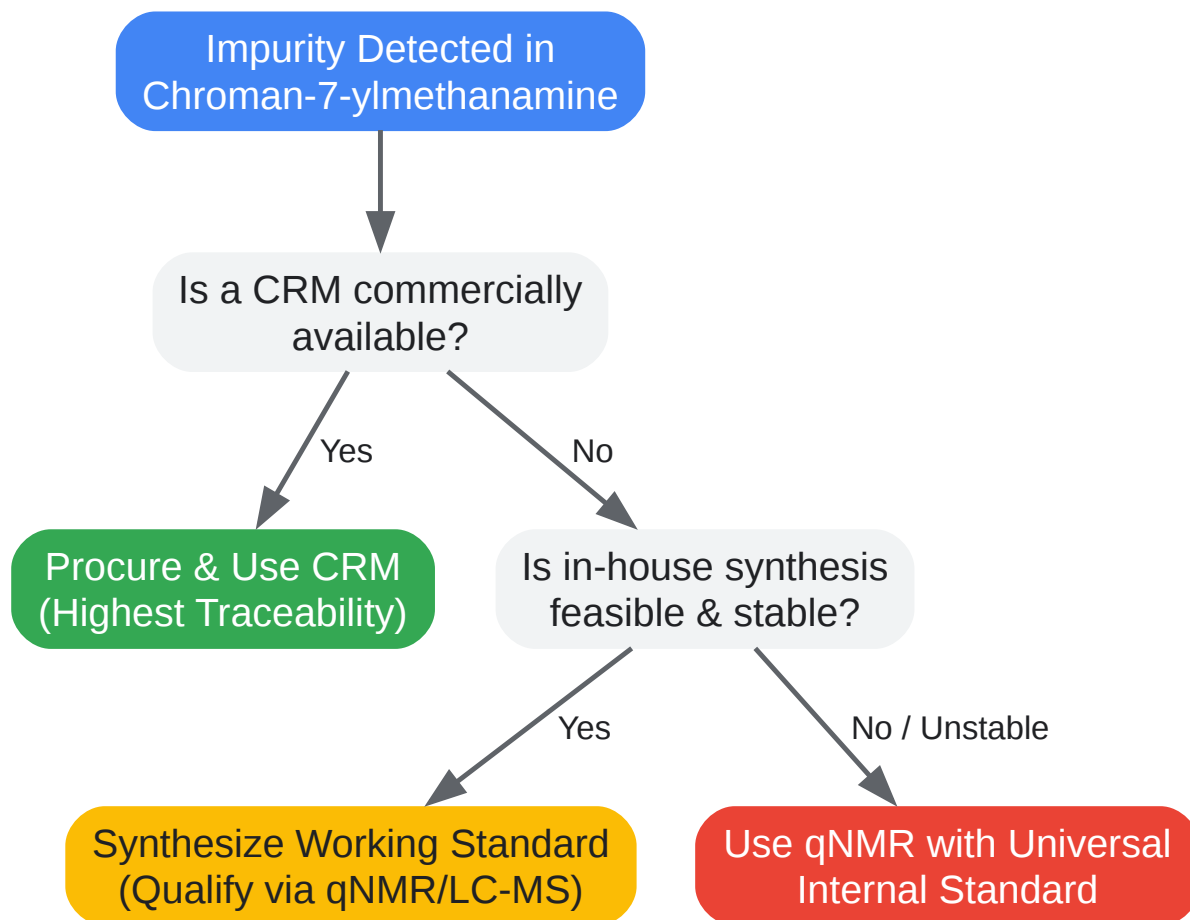 Impurity Detected in
Chroman-7-ylmethanamine
Is a CRM commercially
available?
Yes
No
Procure & Use CRM
(Highest Traceability)
Is in-house synthesis
feasible & stable?
Yes
No / Unstable
Synthesize Working Standard
(Qualify via qNMR/LC-MS)
Use qNMR with Universal
Internal Standard